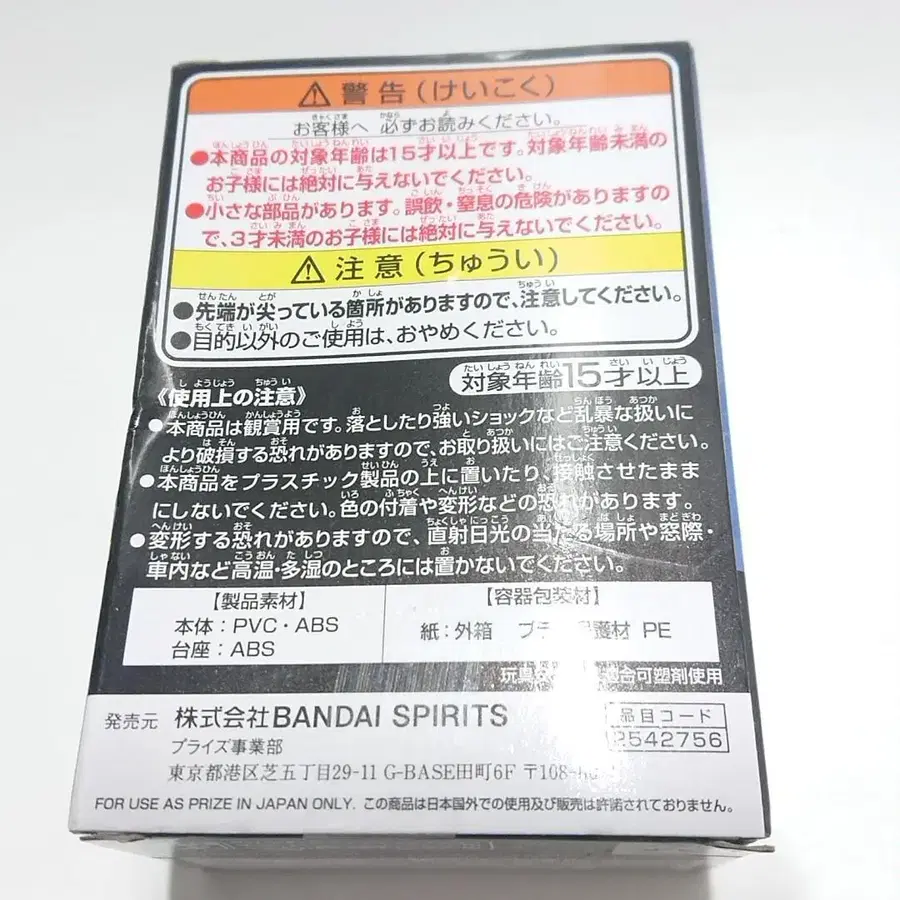 ⚠ 警告(けいこく)
お客様へ 必ずお読みください。
●本商品の対象年齢は15才以上です。対象年齢未満の
お子様には絶対に与えないでください。
●小さな部品があります。誤飲・窒息の危険がありますの
で、3才未満のお子様には絶対に与えないでください。
⚠ 注意(ちゅうい)
●先端が尖っている箇所がありますので、注意してください。
●目的以外のご使用は、おやめください。
対象年齢15才以上
《使用上の注意》
●本商品は観賞用です。落としたり強いショックなど乱暴な扱いに
より破損する恐れがありますので、お取り扱いにはご注意ください。
●本商品をプラスチック製品の上に置いたり、接触させたまま
にしないでください。色の付着や変形などの恐れがあります。
●変形する恐れがありますので、直射日光の当たる場所や窓際・
車内など高温・多湿のところには置かないでください。
【製品素材】
本体:PVC・ABS
台座:ABS
【容器包装材】
紙:外箱 プラ 護材 PE
玩具 合可塑剤使用
発売元 株式会社BANDAI SPIRITS
プライズ事業部
東京都港区芝五丁目29-11 G-BASE田町6F 〒108-
品目コード
2542756
FOR USE AS PRIZE IN JAPAN ONLY. この商品は日本国外での使用及び販売は許諾されておりません。